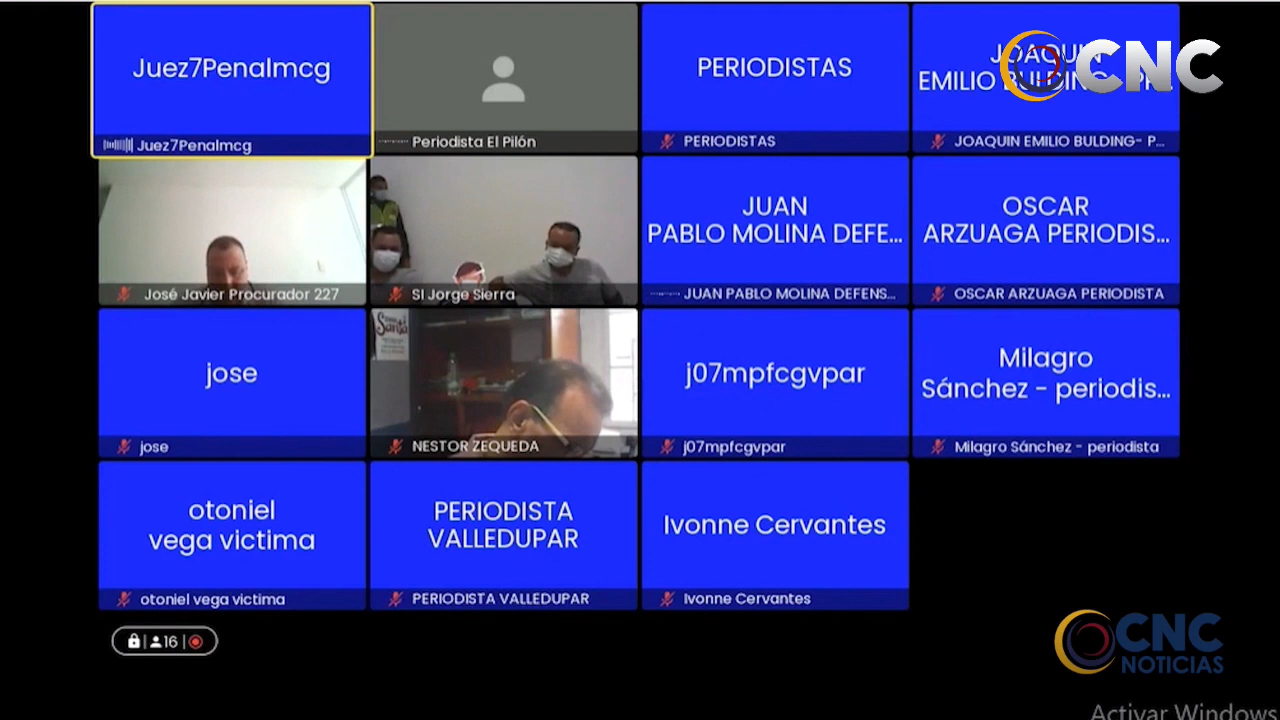 Juez7Penalmcg
Juez7Penalmcg
Periodista El Pilón
PERIODISTAS
PERIODISTAS
EMILIO
JOAQUIN EMILIO BULDING- P...
CNC
José Javier Procurador 227
SI Jorge Sierra
JUAN
PABLO MOLINA DEFE...
JUAN PABLO MOLINA DEFENS...
OSCAR
ARZUAGA PERIODIS...
OSCAR ARZUAGA PERIODISTA
jose
jose
Santa
NESTOR ZEQUEDA
j07mpfcgvpar
j07mpfcgvpar
Milagro
Sánchez - periodis...
Milagro Sánchez - periodista
otoniel
vega victima
otoniel vega victima
PERIODISTA
VALLEDUPAR
PERIODISTA VALLEDUPAR
Ivonne Cervantes
Ivonne Cervantes
16
CNC
NOTICIAS
Activar Windows